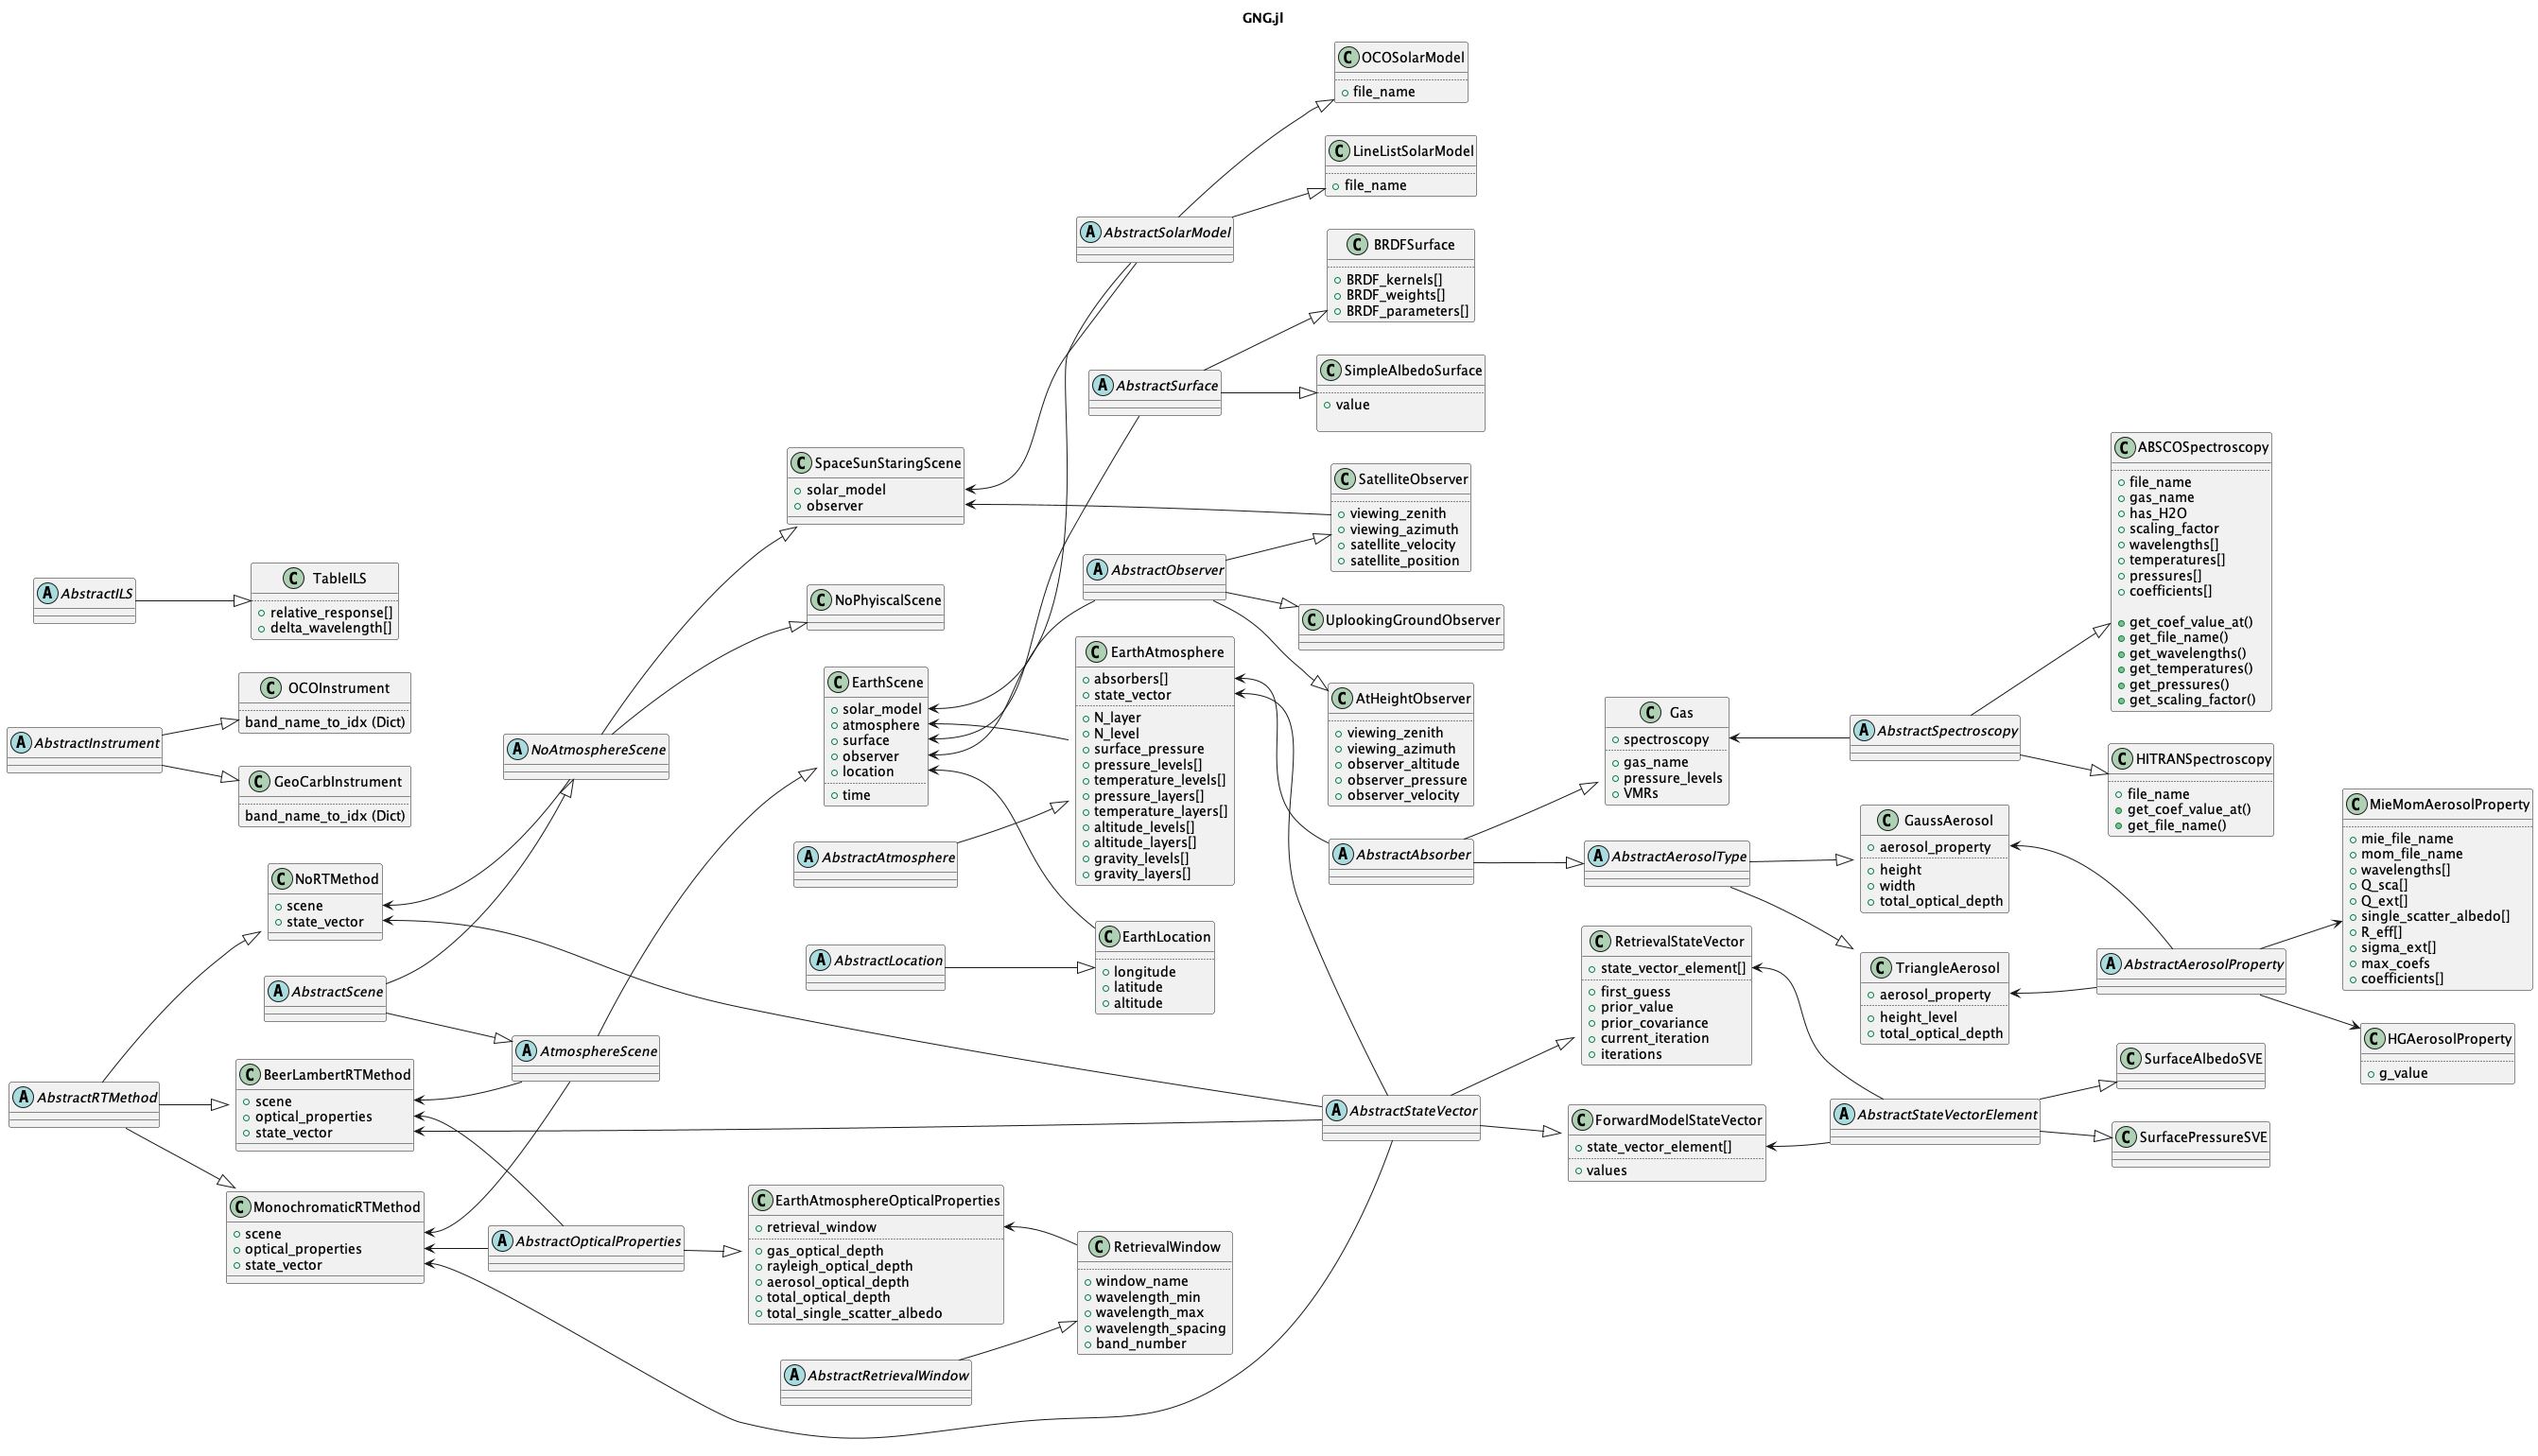 GNG.jl
C OCOSolarModel
file_name
C LineListSolarModel
file_name
A AbstractSolarModel
C BRDFSurface
BRDF_kernels[]
BRDF_weights[]
BRDF_parameters[]
A AbstractSurface
C SimpleAlbedoSurface
value
C SpaceSunStaringScene
solar_model
observer
C SatelliteObserver
viewing_zenith
viewing_azimuth
satellite_velocity
satellite_position
A AbstractObserver
C UplookingGroundObserver
C AtHeightObserver
viewing_zenith
viewing_azimuth
observer_altitude
observer_pressure
observer_velocity
A AbstractILS
C TableILS
relative_response[]
delta_wavelength[]
A AbstractInstrument
C OCOInstrument
band_name_to_idx (Dict)
C GeoCarbInstrument
band_name_to_idx (Dict)
C NoPhyiscalScene
A NoAtmosphereScene
C EarthScene
solar_model
atmosphere
surface
observer
location
time
C EarthAtmosphere
absorbers[]
state_vector
N_layer
N_level
surface_pressure
pressure_levels[]
temperature_levels[]
pressure_layers[]
temperature_layers[]
altitude_levels[]
altitude_layers[]
gravity_levels[]
gravity_layers[]
A AbstractAtmosphere
A AbstractLocation
C EarthLocation
longitude
latitude
altitude
C NoRTMethod
scene
state_vector
A AbstractScene
A AtmosphereScene
A AbstractRTMethod
C BeerLambertRTMethod
scene
optical_properties
state_vector
C MonochromaticRTMethod
scene
optical_properties
state_vector
A AbstractOpticalProperties
C EarthAtmosphereOpticalProperties
retrieval_window
gas_optical_depth
rayleigh_optical_depth
aerosol_optical_depth
total_optical_depth
total_single_scatter_albedo
C RetrievalWindow
window_name
wavelength_min
wavelength_max
wavelength_spacing
band_number
A AbstractRetrievalWindow
A AbstractAbsorber
C Gas
spectroscopy
gas_name
pressure_levels
VMRs
A AbstractAerosolType
A AbstractSpectroscopy
C ABSCOSpectroscopy
file_name
gas_name
has_H2O
scaling_factor
wavelengths[]
temperatures[]
pressures[]
coefficients[]
get_coef_value_at()
get_file_name()
get_wavelengths()
get_temperatures()
get_pressures()
get_scaling_factor()
C HITRANSpectroscopy
file_name
get_coef_value_at()
get_file_name()
C GaussAerosol
aerosol_property
height
width
total_optical_depth
C TriangleAerosol
aerosol_property
height_level
total_optical_depth
A AbstractAerosolProperty
C MieMomAerosolProperty
mie_file_name
mom_file_name
wavelengths[]
Q_sca[]
Q_ext[]
single_scatter_albedo[]
R_eff[]
sigma_ext[]
max_coefs
coefficients[]
C HGAerosolProperty
g_value
A AbstractStateVector
C RetrievalStateVector
state_vector_element[]
first_guess
prior_value
prior_covariance
current_iteration
iterations
C ForwardModelStateVector
state_vector_element[]
values
A AbstractStateVectorElement
C SurfaceAlbedoSVE
C SurfacePressureSVE